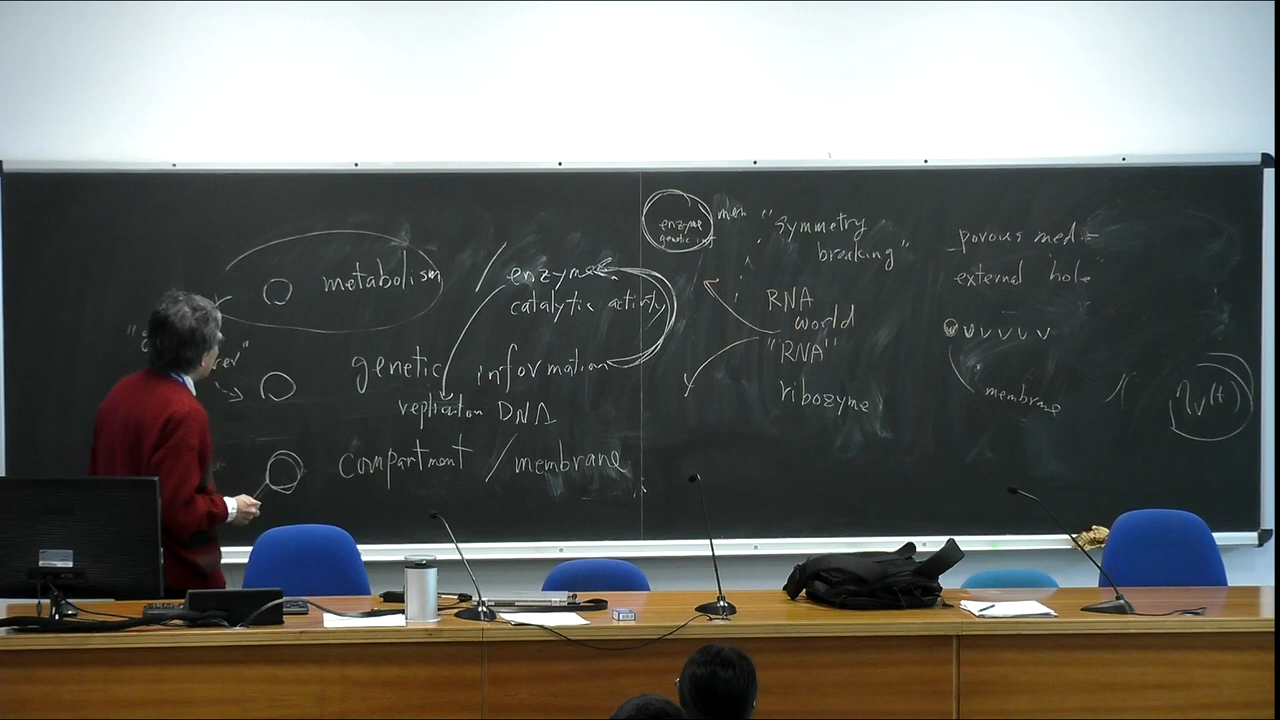 metabolism / enzyme
catalytic activity
genetic information
replication DNA
compartment / membrane
enzyme
genetic inf
mem
"symmetry
breaking"
RNA
world
"RNA"
ribozyme
porous med.
external "hole"
membrane